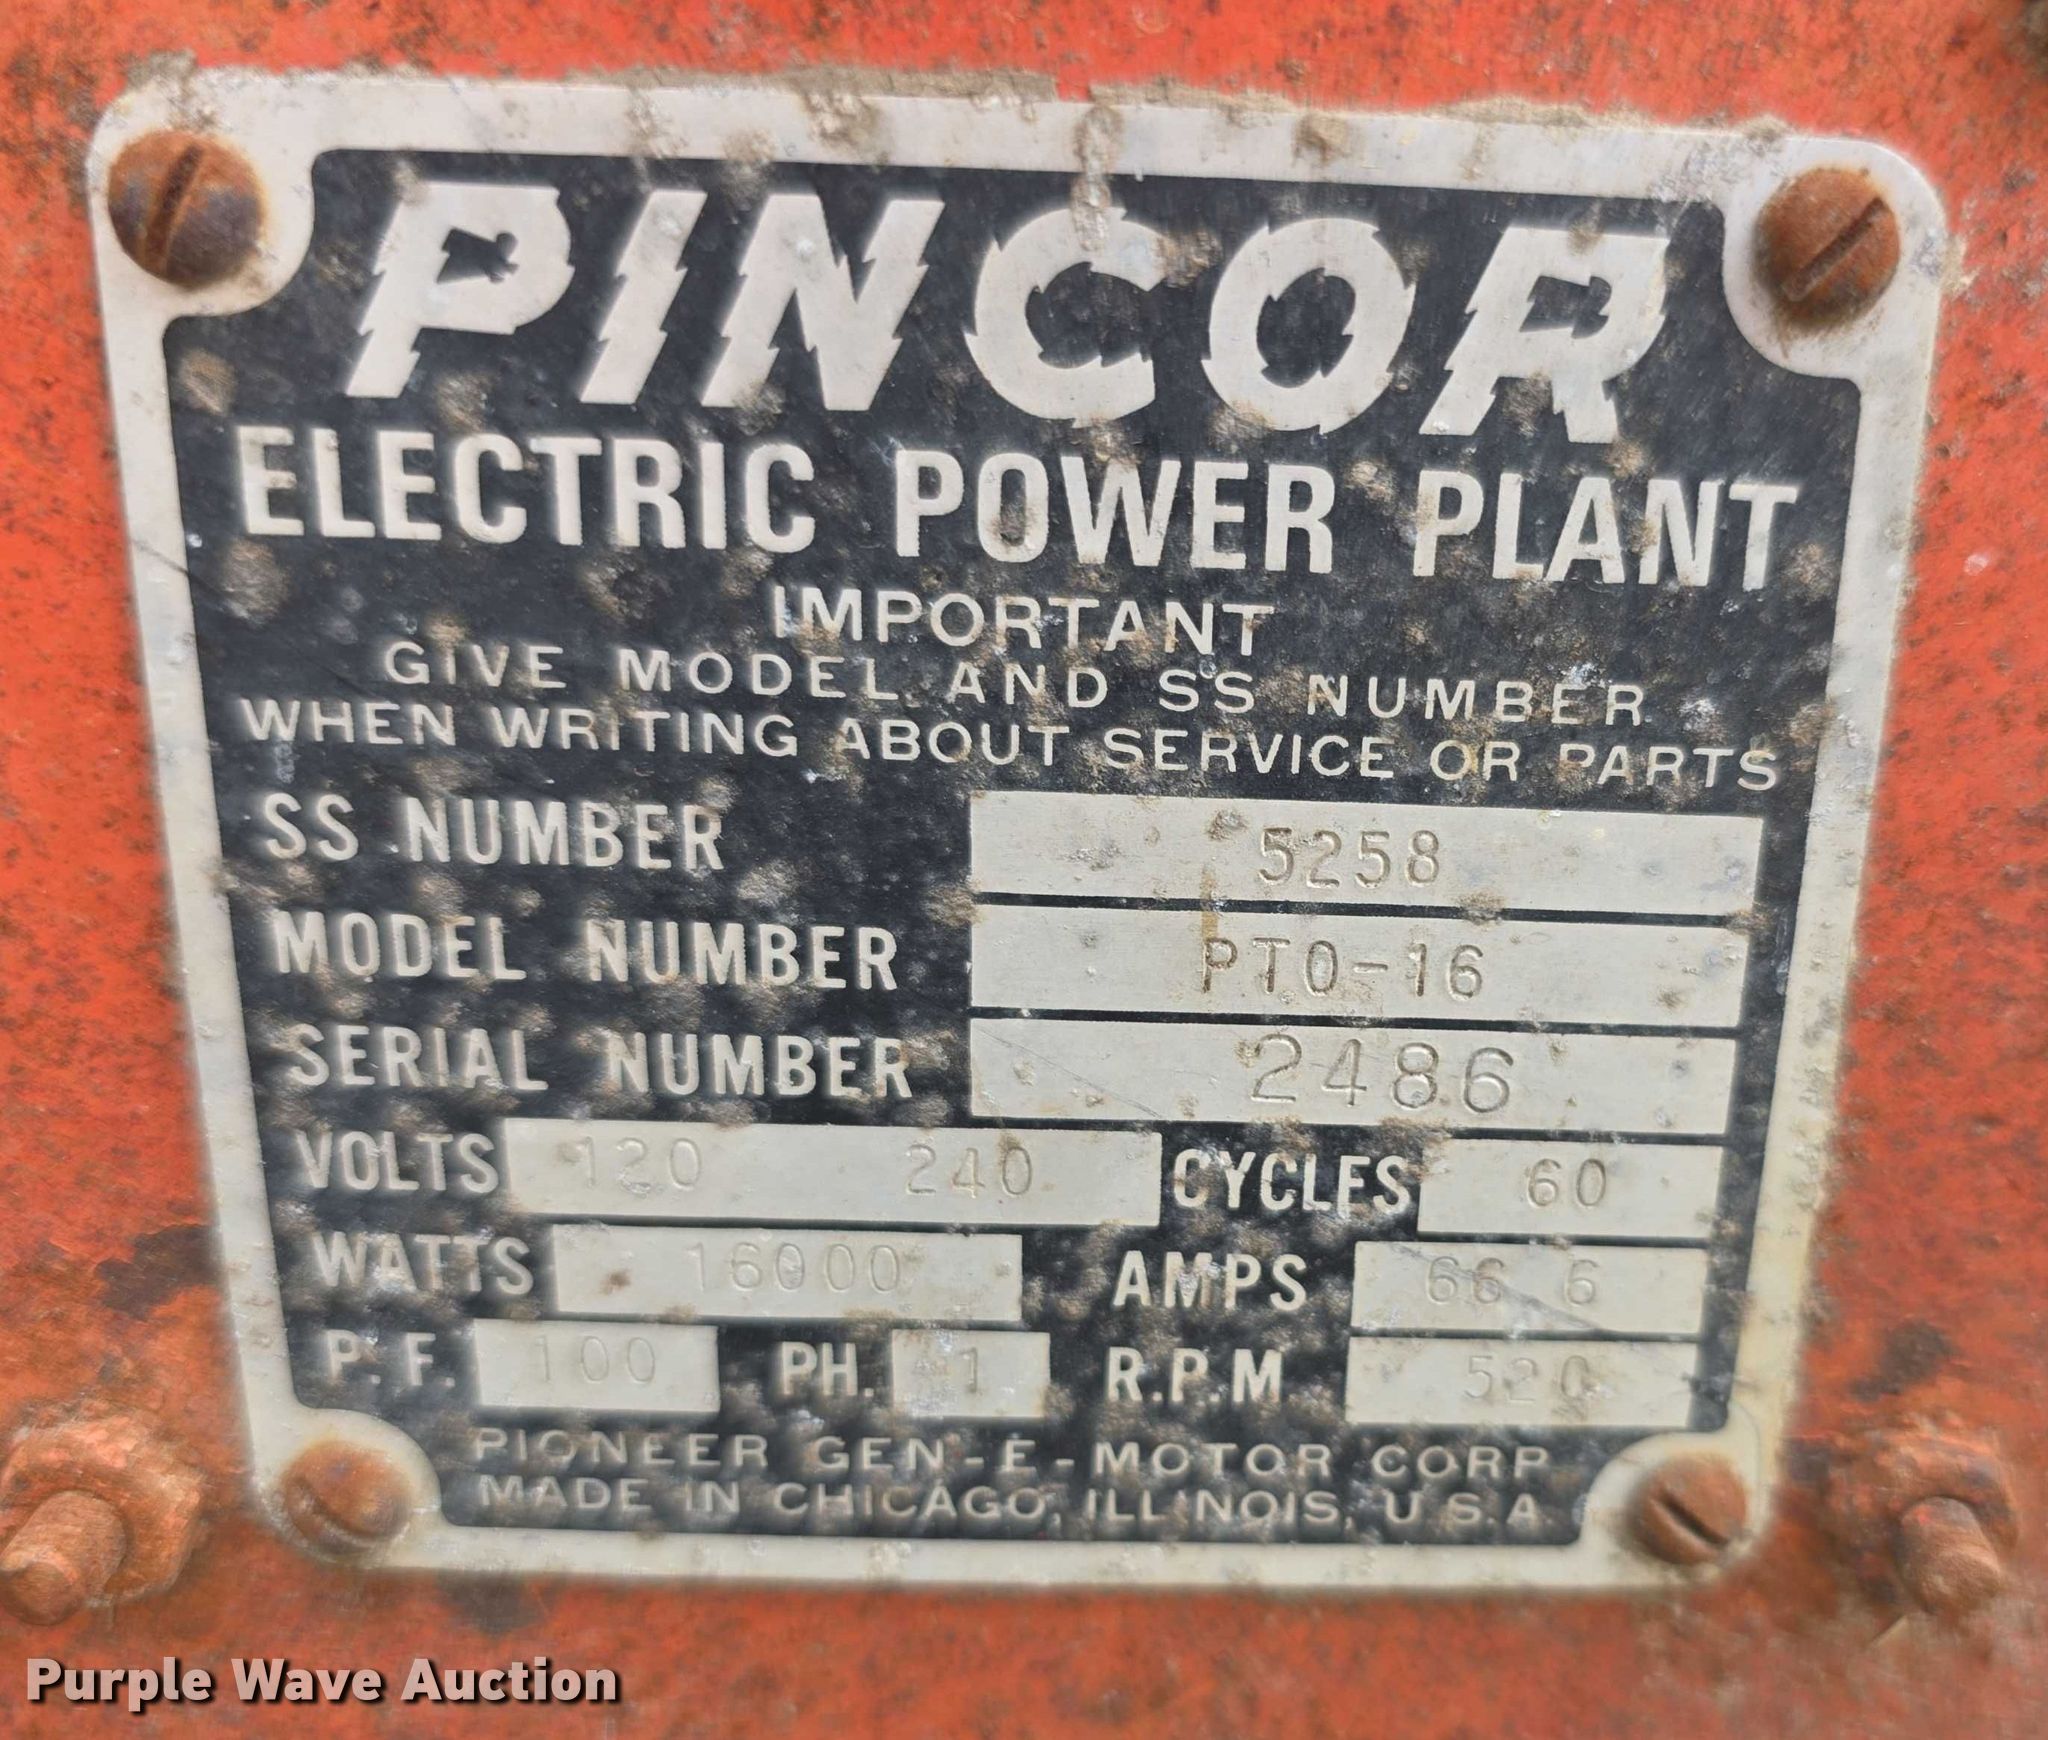 PINCOR
ELECTRIC POWER PLANT
IMPORTANT
GIVE MODEL AND SS NUMBER
WHEN WRITING ABOUT SERVICE OR PARTS
SS NUMBER 5258
MODEL NUMBER PTO-16
SERIAL NUMBER 2486
VOLTS 120 240 CYCLES 60
WATTS 16000 AMPS 66 6
P. F. 100 PH. 1 R.P.M 520
PIONEER GEN-E-MOTOR CORP
MADE IN CHICAGO, ILLINOIS, U.S.A
Purple Wave Auction